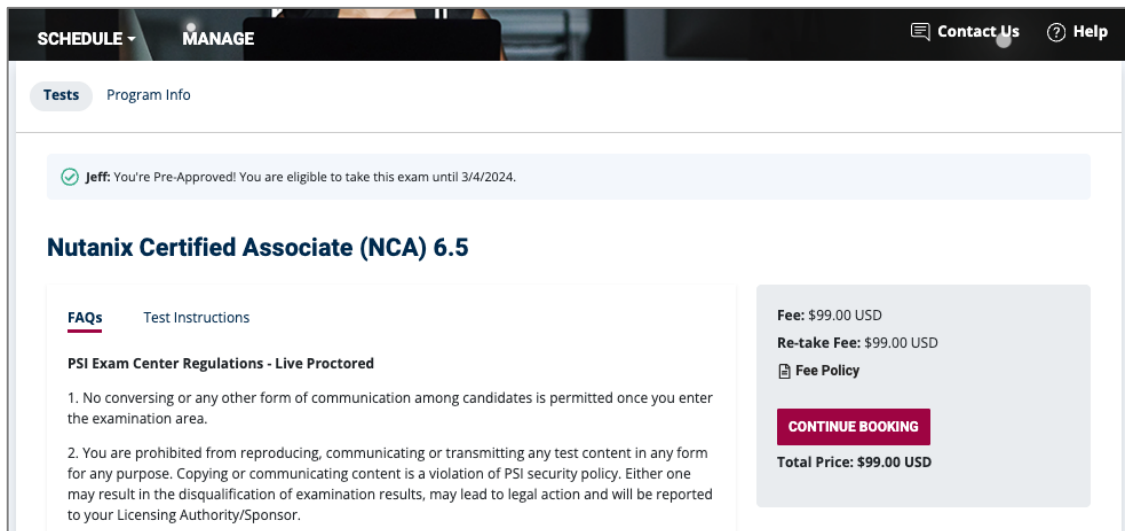 SCHEDULE MANAGE Contact Us Help
Tests Program Info
Jeff: You're Pre-Approved! You are eligible to take this exam until 3/4/2024.
Nutanix Certified Associate (NCA) 6.5
FAQs Test Instructions
PSI Exam Center Regulations - Live Proctored
1. No conversing or any other form of communication among candidates is permitted once you enter
the examination area.
2. You are prohibited from reproducing, communicating or transmitting any test content in any form
for any purpose. Copying or communicating content is a violation of PSI security policy. Either one
may result in the disqualification of examination results, may lead to legal action and will be reported
to your Licensing Authority/Sponsor.
Fee: $99.00 USD
Re-take Fee: $99.00 USD
Fee Policy
CONTINUE BOOKING
Total Price: $99.00 USD